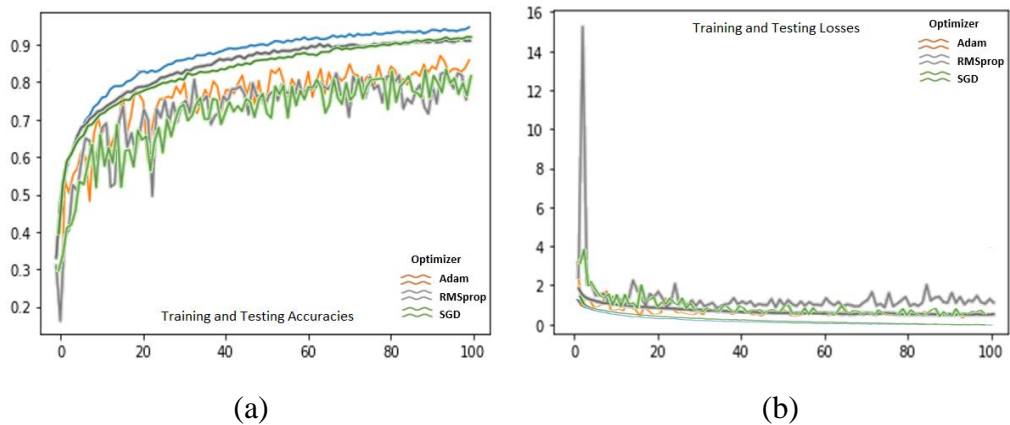 0.9
0.8
0.7
0.6
0.5
0.4
0.3
0.2
0 20 40 60 80 100
Training and Testing Accuracies
Optimizer
Adam
RMSprop
SGD
(a)
16
14
12
10
8
6
4
2
0
0 20 40 60 80 100
Training and Testing Losses
Optimizer
Adam
RMSprop
SGD
(b)